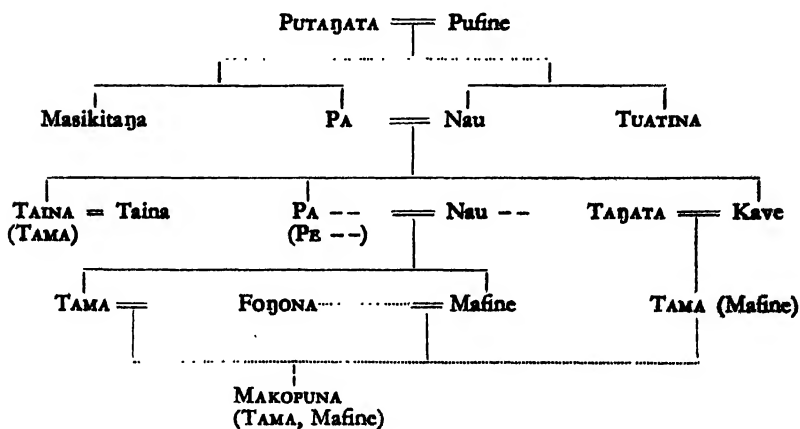 PUTAŊATA Pufine
Masikitaŋa PA Nau TUATINA
TAINA = Taina PA -- Nau -- TAŊATA Kave
(TAMA) (PE --)
TAMA FOŊONA Mafine TAMA (Mafine)
MAKOPUNA
(TAMA, Mafine)